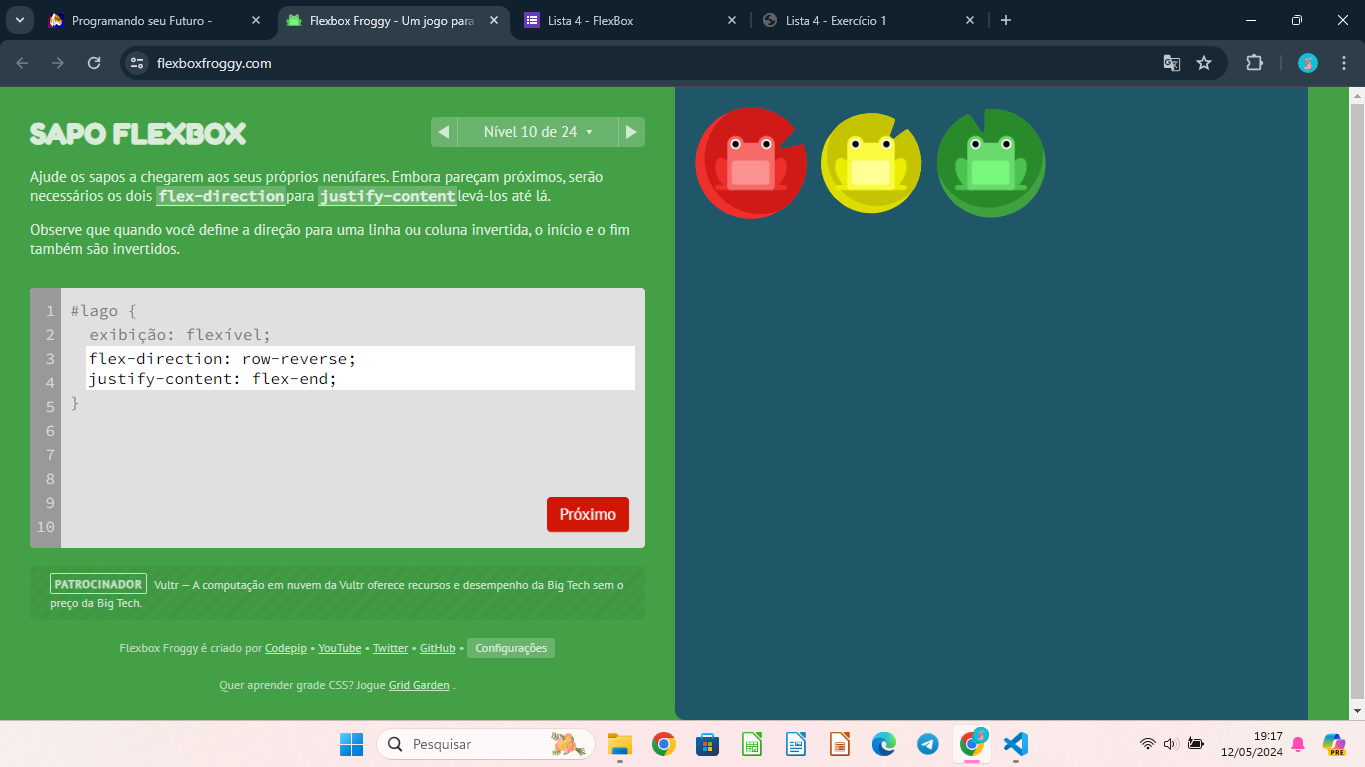 Programando seu Futuro -
Flexbox Froggy - Um jogo para
Lista 4 - FlexBox
Lista 4 - Exercício 1
flexboxfroggy.com
SAPO FLEXBOX
Nível 10 de 24
Ajude os sapos a chegarem aos seus próprios nenúfares. Embora pareçam próximos, serão
necessários os dois flex-direction para justify-content levá-los até lá.
Observe que quando você define a direção para uma linha ou coluna invertida, o início e o fim
também são invertidos.
1 #lago {
2 exibição: flexível;
3 flex-direction: row-reverse;
4 justify-content: flex-end;
5 }
6
7
8
9
10
Próximo
PATROCINADOR Vultr — A computação em nuvem da Vultr oferece recursos e desempenho da Big Tech sem o
preço da Big Tech.
Flexbox Froggy é criado por Codepip • YouTube • Twitter • GitHub • Configurações
Quer aprender grade CSS? Jogue Grid Garden .
Pesquisar
19:17
12/05/2024
PRE